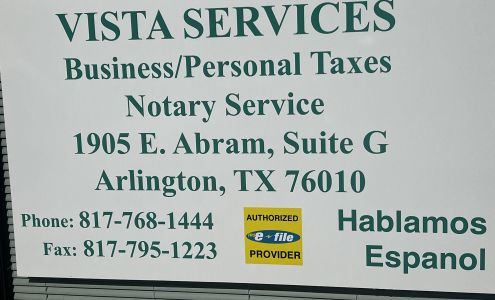 VISTA SERVICES
Business/Personal Taxes
Notary Service
1905 E. Abram, Suite G
Arlington, TX 76010
Phone: 817-768-1444
Fax: 817-795-1223
AUTHORIZED
e file
PROVIDER
Hablamos
Espanol